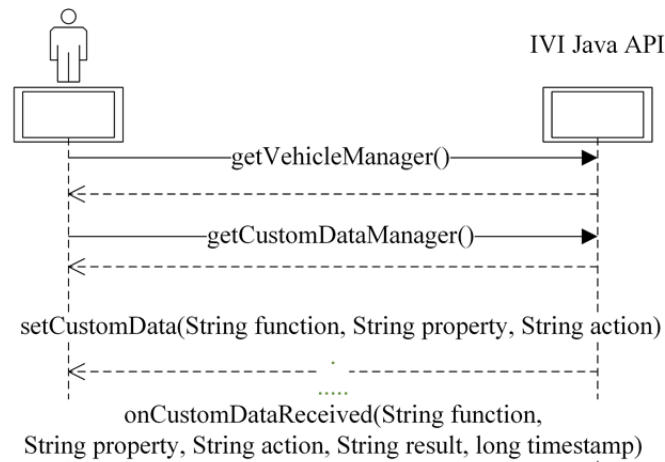 IVI Java API
getVehicleManager()
getCustomDataManager()
setCustomData(String function, String property, String action)
.
.....
onCustomDataReceived(String function,
String property, String action, String result, long timestamp)